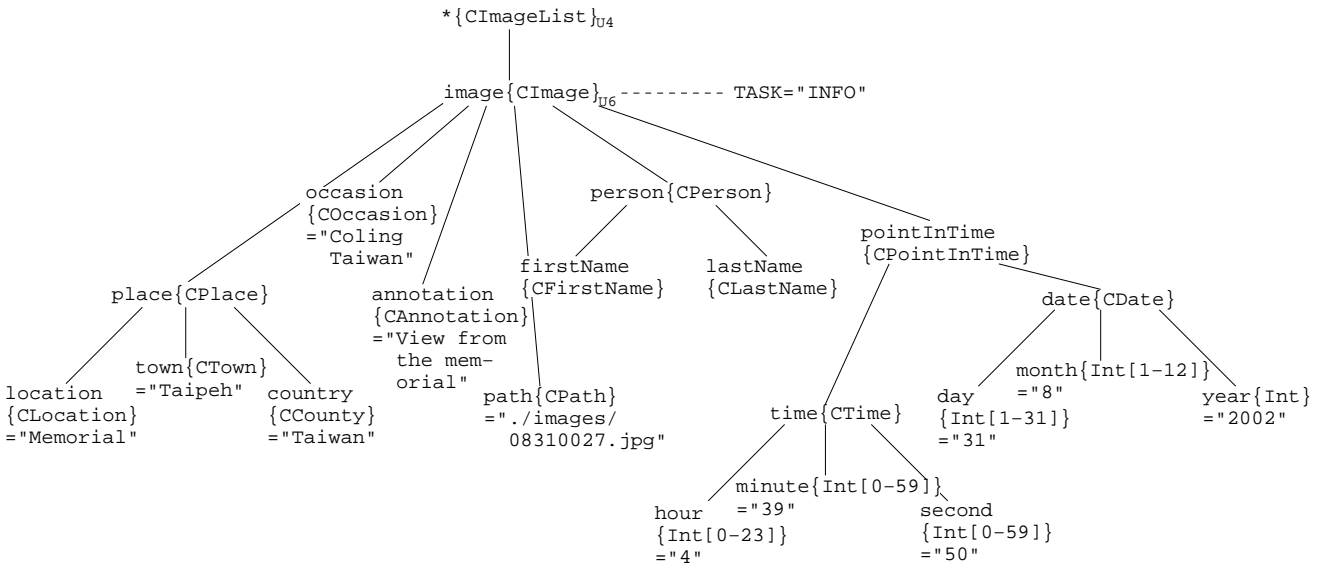 *{CImageList}U4
image{CImage}U6 --------- TASK="INFO"
occasion
{COccasion}
="Coling
Taiwan"
person{CPerson}
pointInTime
{CPointInTime}
firstName
{CFirstName}
lastName
{CLastName}
place{CPlace}
annotation
{CAnnotation}
="View from
the mem-
orial"
date{CDate}
location
{CLocation}
="Memorial"
town{CTown}
="Taipeh"
country
{CCounty}
="Taiwan"
path{CPath}
="./images/
08310027.jpg"
time{CTime}
day
{Int[1-31]}
="31"
month{Int[1-12]}
="8"
year{Int}
="2002"
hour
{Int[0-23]}
="4"
minute{Int[0-59]}
="39"
second
{Int[0-59]}
="50"